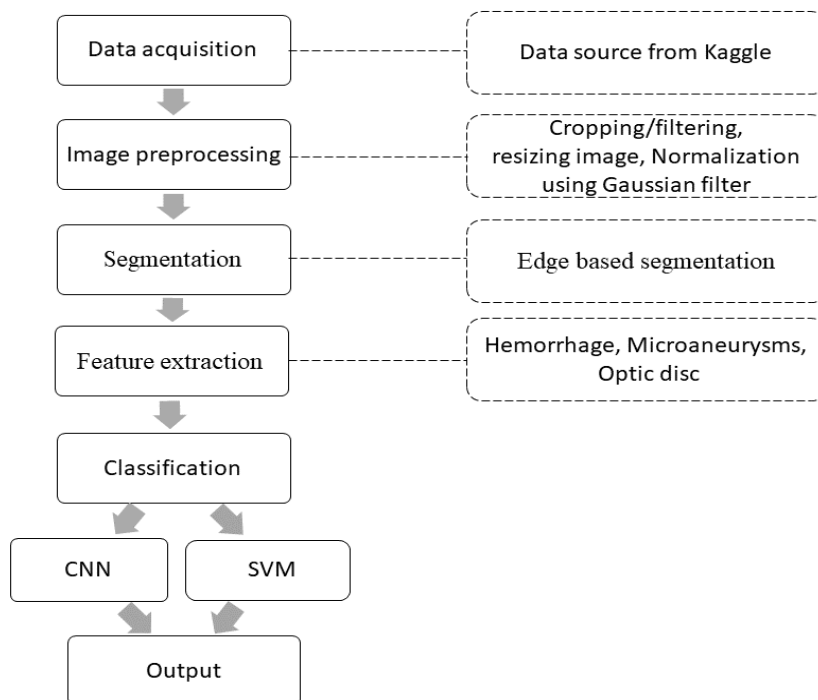 Data acquisition
Data source from Kaggle
Image preprocessing
Cropping/filtering,
resizing image, Normalization
using Gaussian filter
Segmentation
Edge based segmentation
Feature extraction
Hemorrhage, Microaneurysms,
Optic disc
Classification
CNN
SVM
Output